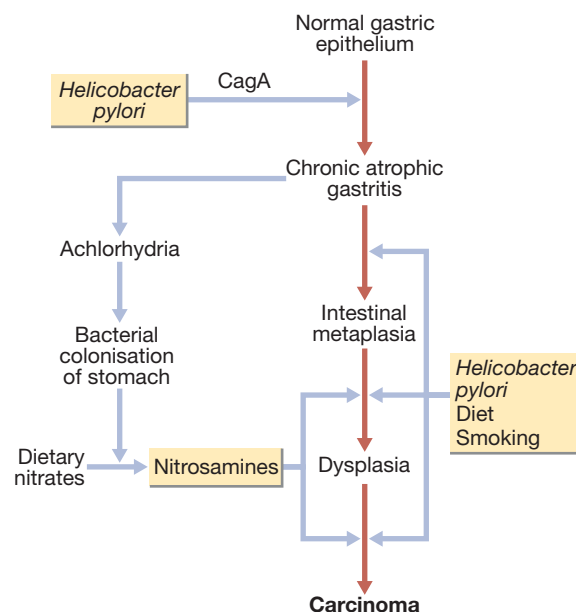 Normal gastric
epithelium
CagA
Helicobacter
pylori
Chronic atrophic
gastritis
Achlorhydria
Intestinal
metaplasia
Bacterial
colonisation
of stomach
Helicobacter
pylori
Diet
Smoking
Dietary
nitrates
Nitrosamines
Dysplasia
Carcinoma